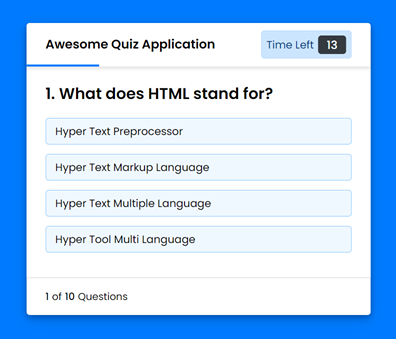 Awesome Quiz Application
Time Left 13
1. What does HTML stand for?
Hyper Text Preprocessor
Hyper Text Markup Language
Hyper Text Multiple Language
Hyper Tool Multi Language
1 of 10 Questions